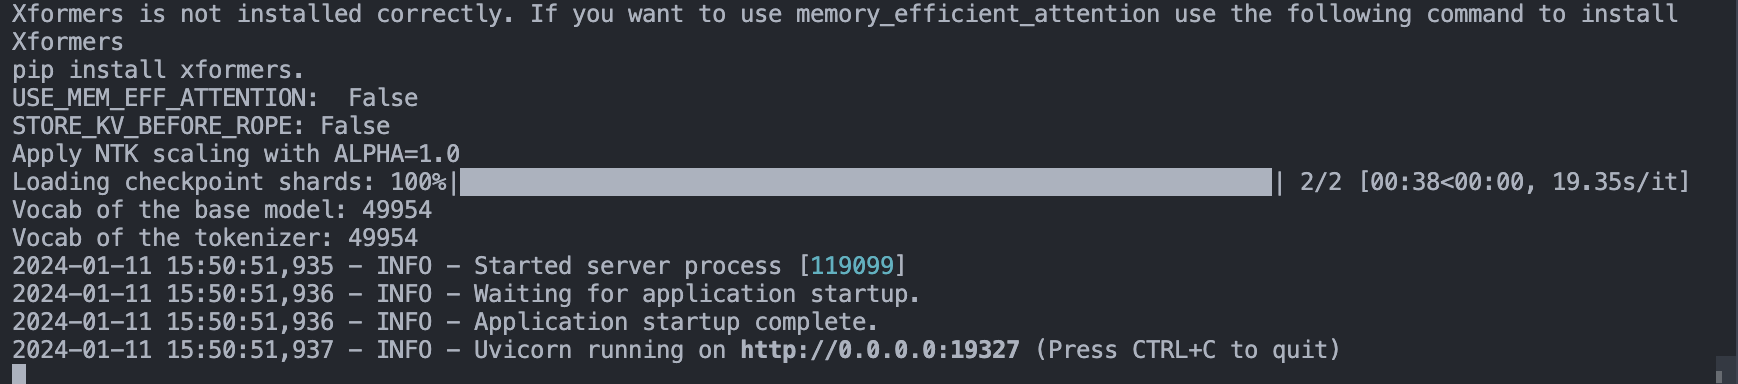 Xformers is not installed correctly. If you want to use memory_efficient_attention use the following command to install
Xformers
pip install xformers.
USE_MEM_EFF_ATTENTION:  False
STORE_KV_BEFORE_ROPE: False
Apply NTK scaling with ALPHA=1.0
Loading checkpoint shards: 100%|██████████| 2/2 [00:38<00:00, 19.35s/it]
Vocab of the base model: 49954
Vocab of the tokenizer: 49954
2024-01-11 15:50:51,935 - INFO - Started server process [119099]
2024-01-11 15:50:51,936 - INFO - Waiting for application startup.
2024-01-11 15:50:51,936 - INFO - Application startup complete.
2024-01-11 15:50:51,937 - INFO - Uvicorn running on http://0.0.0.0:19327 (Press CTRL+C to quit)